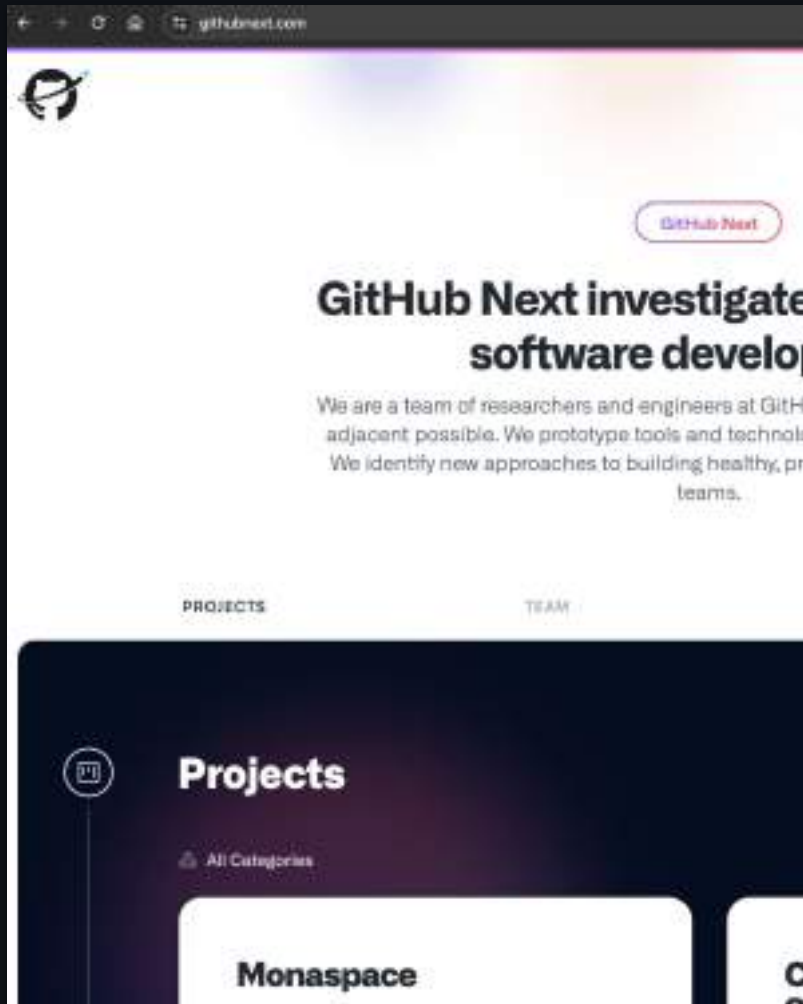 githubnext.com
GitHub Next
GitHub Next investigate
software develop
We are a team of researchers and engineers at GitH
adjacent possible. We prototype tools and technol
We identify new approaches to building healthy, pr
teams.
PROJECTS TEAM
Projects
All Categories
Monaspace
C